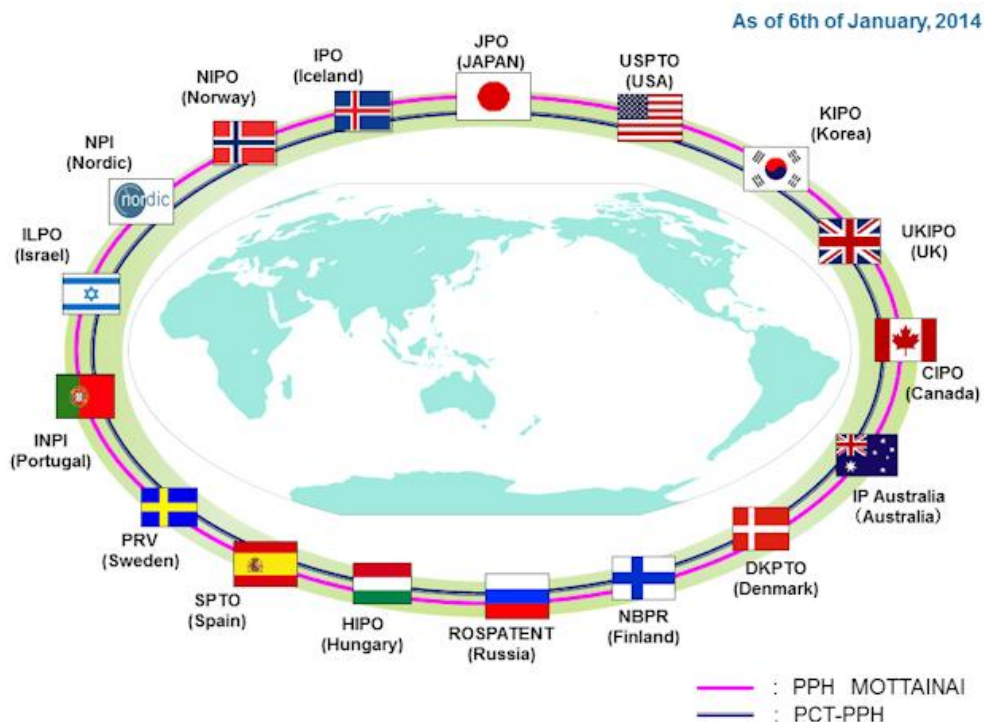 As of 6th of January, 2014
JPO
(JAPAN)
USPTO
(USA)
KIPO
(Korea)
UKIPO
(UK)
CIPO
(Canada)
IP Australia
(Australia)
DKPTO
(Denmark)
NBPR
(Finland)
ROSPATENT
(Russia)
HIPO
(Hungary)
SPTO
(Spain)
PRV
(Sweden)
INPI
(Portugal)
ILPO
(Israel)
NPI
(Nordic)
nordic
NIPO
(Norway)
IPO
(Iceland)
: PPH MOTTAINAI
: PCT-PPH